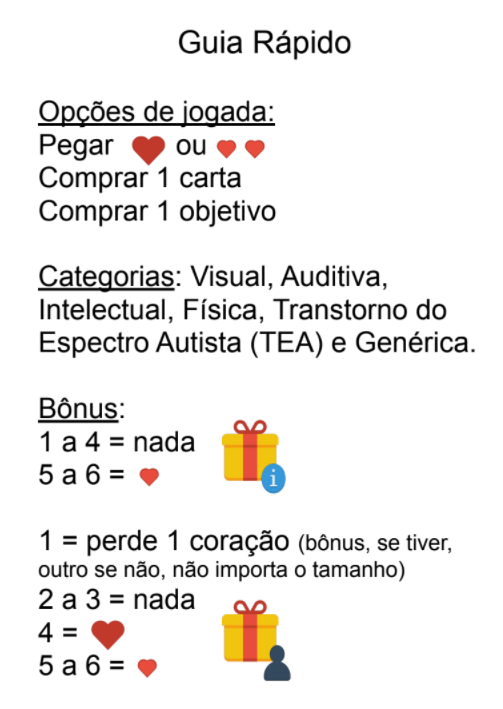 Guia Rápido
Opções de jogada:
Pegar ou
Comprar 1 carta
Comprar 1 objetivo
Categorias: Visual, Auditiva,
Intelectual, Física, Transtorno do
Espectro Autista (TEA) e Genérica.
Bônus:
1 a 4 = nada
5 a 6 =
i
1 = perde 1 coração (bônus, se tiver,
outro se não, não importa o tamanho)
2 a 3 = nada
4 =
5 a 6 =